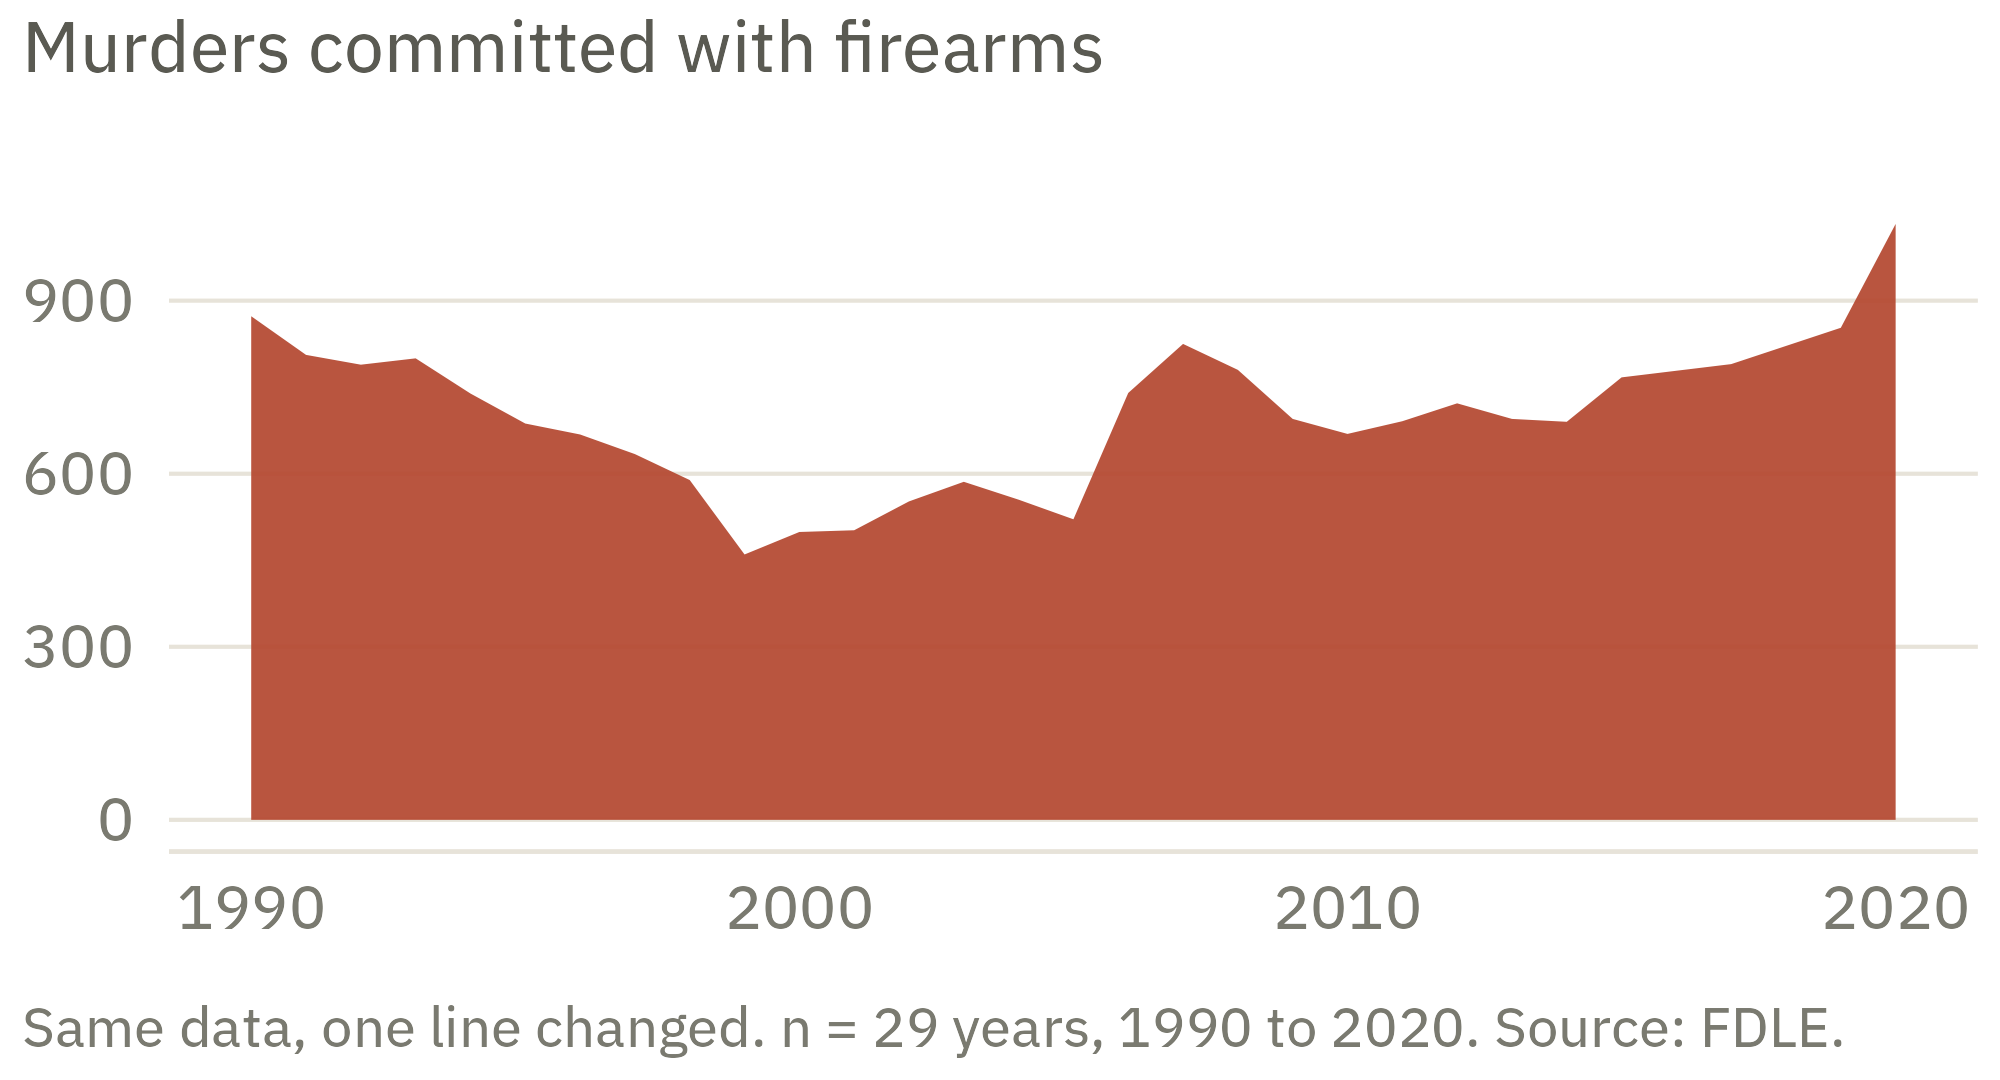 Murders committed with firearms
900
600
300
0
1990 2000 2010 2020
Same data, one line changed. n = 29 years, 1990 to 2020. Source: FDLE.